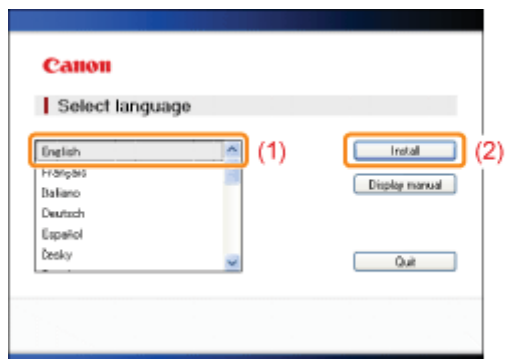 Canon
Select language
English
(1)
Install
(2)
Français
Display manual
Italiano
Deutsch
Español
Česky
Quit